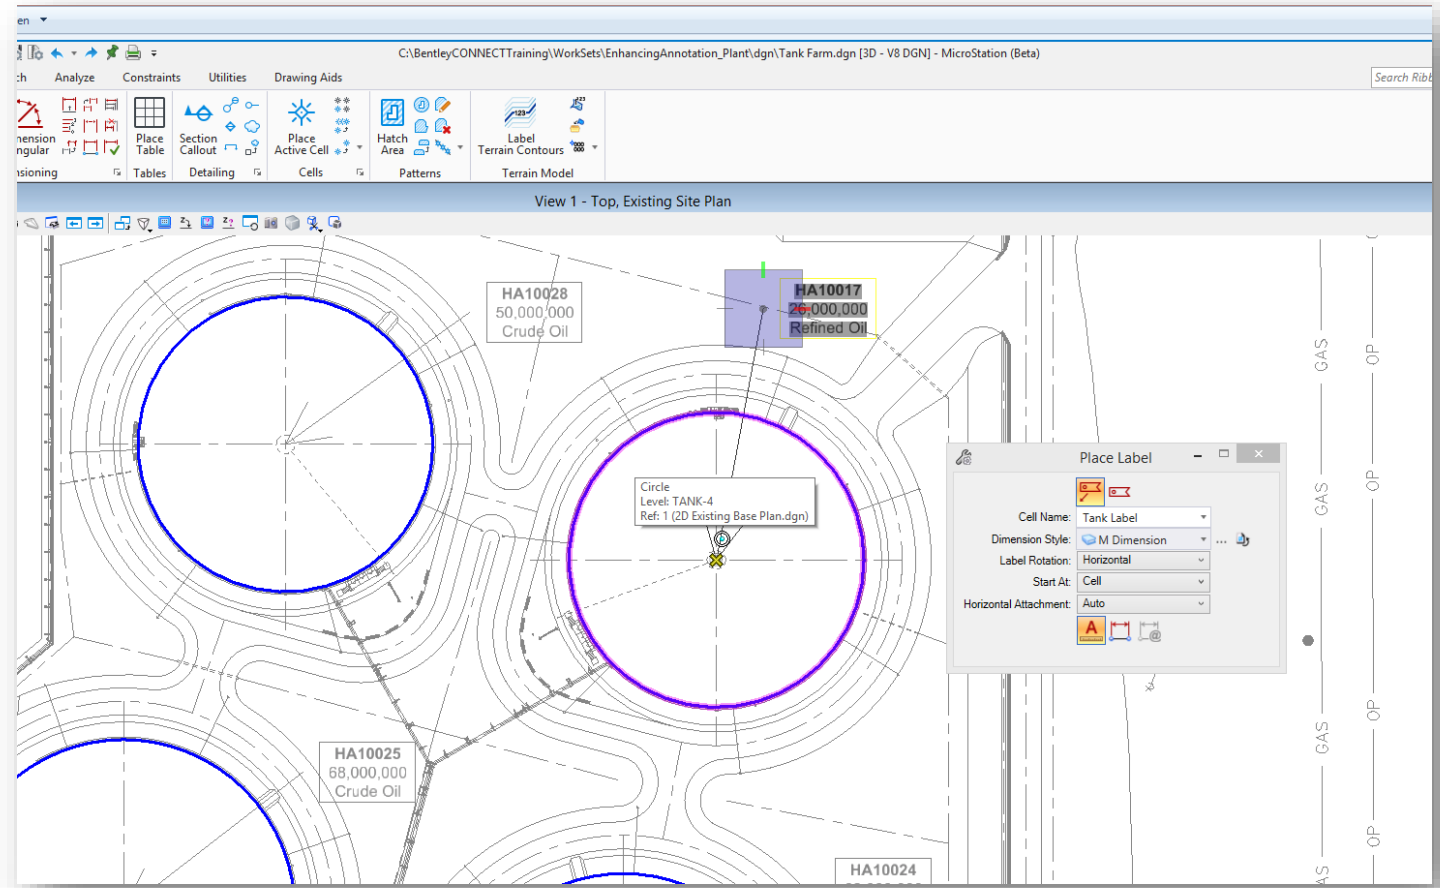 en
C:\BentleyCONNECTTraining\WorkSets\EnhancingAnnotation_Plant\dgn\Tank Farm.dgn [3D - V8 DGN] - MicroStation (Beta)
ch Analyze Constraints Utilities Drawing Aids
Search Ribb
mension
ngular
Place
Table
Section
Callout
Place
Active Cell
Hatch
Area
Label
Terrain Contours
nsioning Tables Detailing Cells Patterns Terrain Model
View 1 - Top, Existing Site Plan
HA10028
50,000,000
Crude Oil
HA10017
26,000,000
Refined Oil
GAS
OP
Circle
Level: TANK-4
Ref: 1 (2D Existing Base Plan.dgn)
Place Label
Cell Name: Tank Label
Dimension Style: M Dimension ...
Label Rotation: Horizontal
Start At: Cell
Horizontal Attachment: Auto
A
GAS
OP
GAS
OP
HA10025
68,000,000
Crude Oil
OP
HA10024
AS